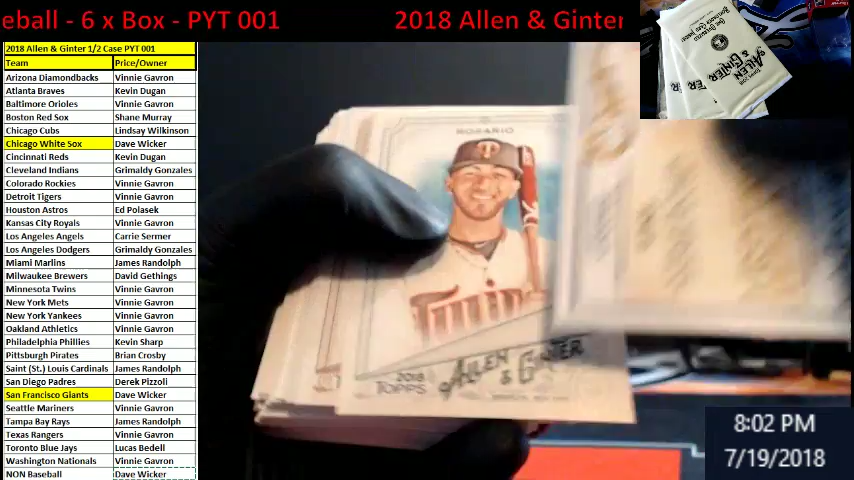 eball - 6 x Box - PYT 001
2018 Allen & Ginter
2018 Allen & Ginter 1/2 Case PYT 001
Team Price/Owner
Arizona Diamondbacks Vinnie Gavron
Atlanta Braves Kevin Dugan
Baltimore Orioles Vinnie Gavron
Boston Red Sox Shane Murray
Chicago Cubs Lindsay Wilkinson
Chicago White Sox Dave Wicker
Cincinnati Reds Kevin Dugan
Cleveland Indians Grimaldy Gonzales
Colorado Rockies Vinnie Gavron
Detroit Tigers Vinnie Gavron
Houston Astros Ed Polasek
Kansas City Royals Vinnie Gavron
Los Angeles Angels Carrie Sermer
Los Angeles Dodgers Grimaldy Gonzales
Miami Marlins James Randolph
Milwaukee Brewers David Gethings
Minnesota Twins Vinnie Gavron
New York Mets Vinnie Gavron
New York Yankees Vinnie Gavron
Oakland Athletics Vinnie Gavron
Philadelphia Phillies Kevin Sharp
Pittsburgh Pirates Brian Crosby
Saint (St.) Louis Cardinals James Randolph
San Diego Padres Derek Pizzoli
San Francisco Giants Dave Wicker
Seattle Mariners Vinnie Gavron
Tampa Bay Rays James Randolph
Texas Rangers Vinnie Gavron
Toronto Blue Jays Lucas Bedell
Washington Nationals Vinnie Gavron
NON Baseball Dave Wicker
ROSARIO
T
TWINS
2018
TOPPS
ALLEN
& GINTER
ALLEN
& GINTER
8:02 PM
7/19/2018